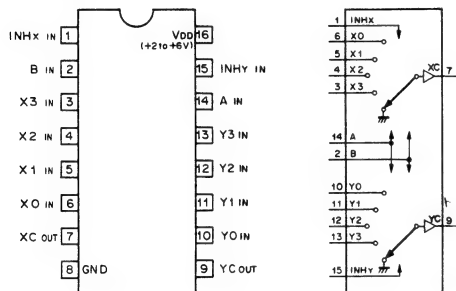 INHX IN 1
B IN 2
X3 IN 3
X2 IN 4
X1 IN 5
X0 IN 6
XC OUT 7
8 GND
VDD 16
(+2 to +6V)
15 INHY IN
14 A IN
13 Y3 IN
12 Y2 IN
11 Y1 IN
10 Y0 IN
9 YC OUT
1 INHX
6 X0
5 X1
4 X2
3 X3
XC 7
14 A
2 B
10 Y0
11 Y1
12 Y2
13 Y3
YC 9
15 INHY